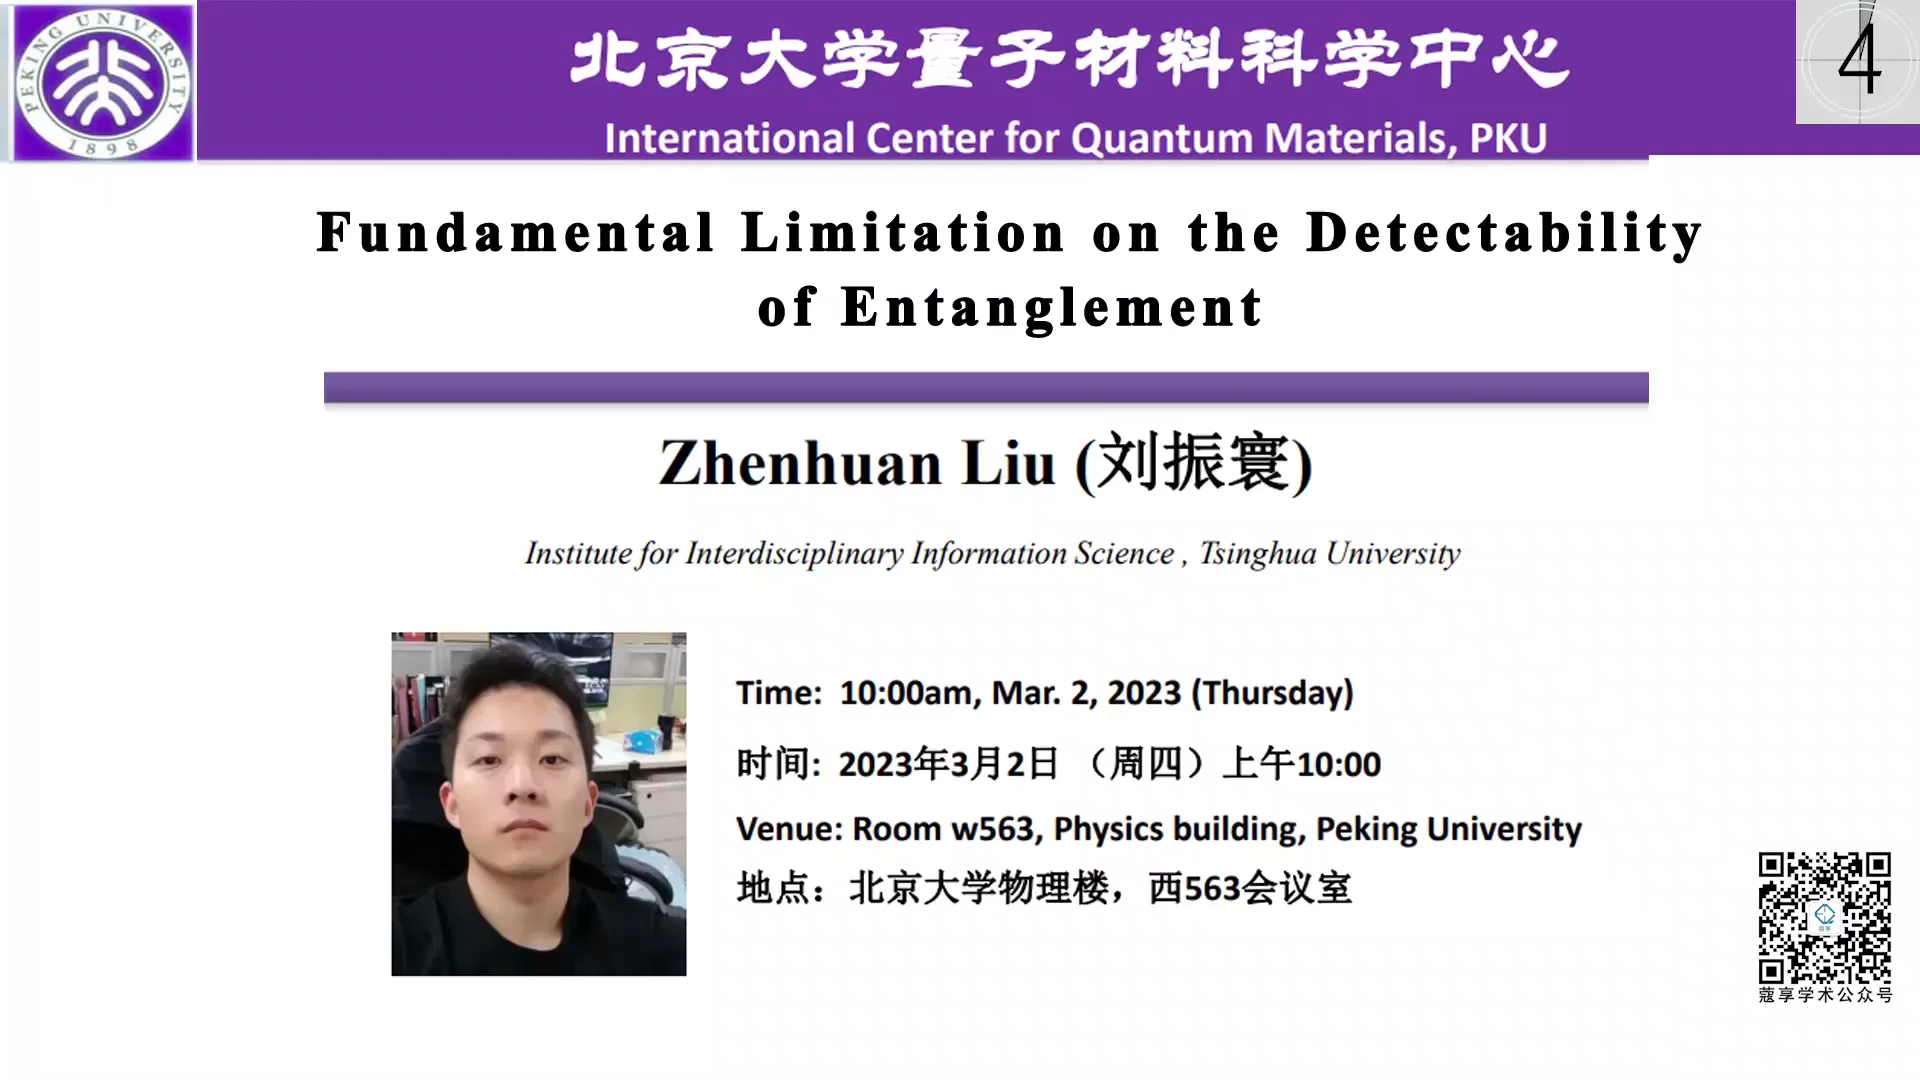 PEKING UNIVERSITY
1898
北京大学量子材料科学中心
International Center for Quantum Materials, PKU
4
Fundamental Limitation on the Detectability
of Entanglement
Zhenhuan Liu (刘振寰)
Institute for Interdisciplinary Information Science , Tsinghua University
Time: 10:00am, Mar. 2, 2023 (Thursday)
时间: 2023年3月2日 （周四）上午10:00
Venue: Room w563, Physics building, Peking University
地点：北京大学物理楼，西563会议室
蔻享学术公众号